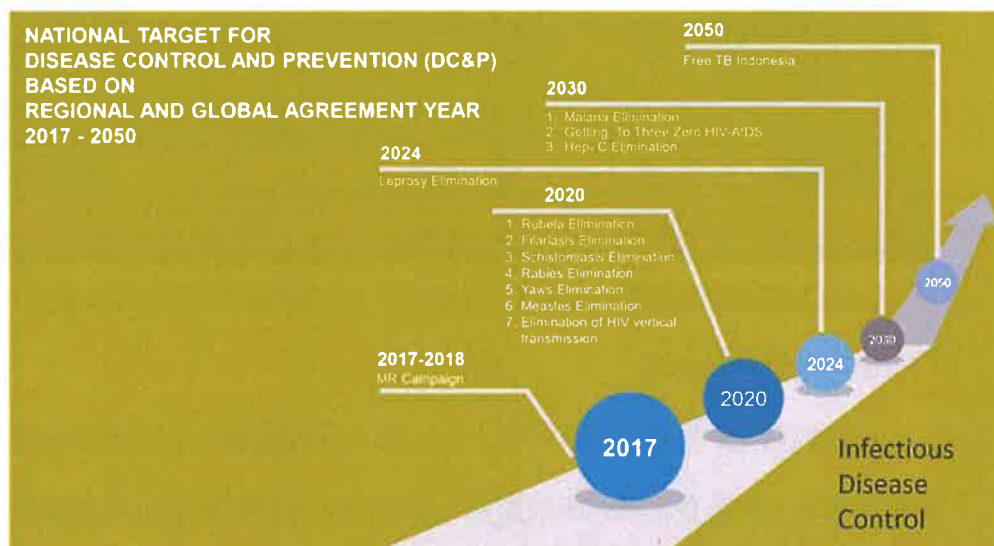 NATIONAL TARGET FOR
DISEASE CONTROL AND PREVENTION (DC&P)
BASED ON
REGIONAL AND GLOBAL AGREEMENT YEAR
2017 - 2050
2050
Free TB Indonesia
2030
1. Malaria Elimination
2. Getting To Three Zero HIV-AIDS
3. Hep- C Elimination
2024
Leprosy Elimination
2020
1. Rubela Elimination
2. Filariasis Elimination
3. Schistomiasis Elimination
4. Rabies Elimination
5. Yaws Elimination
6. Measles Elimination
7. Elimination of HIV vertical
transmission
2017-2018
MR Campaign
2050
2030
2024
2020
2017
Infectious
Disease
Control